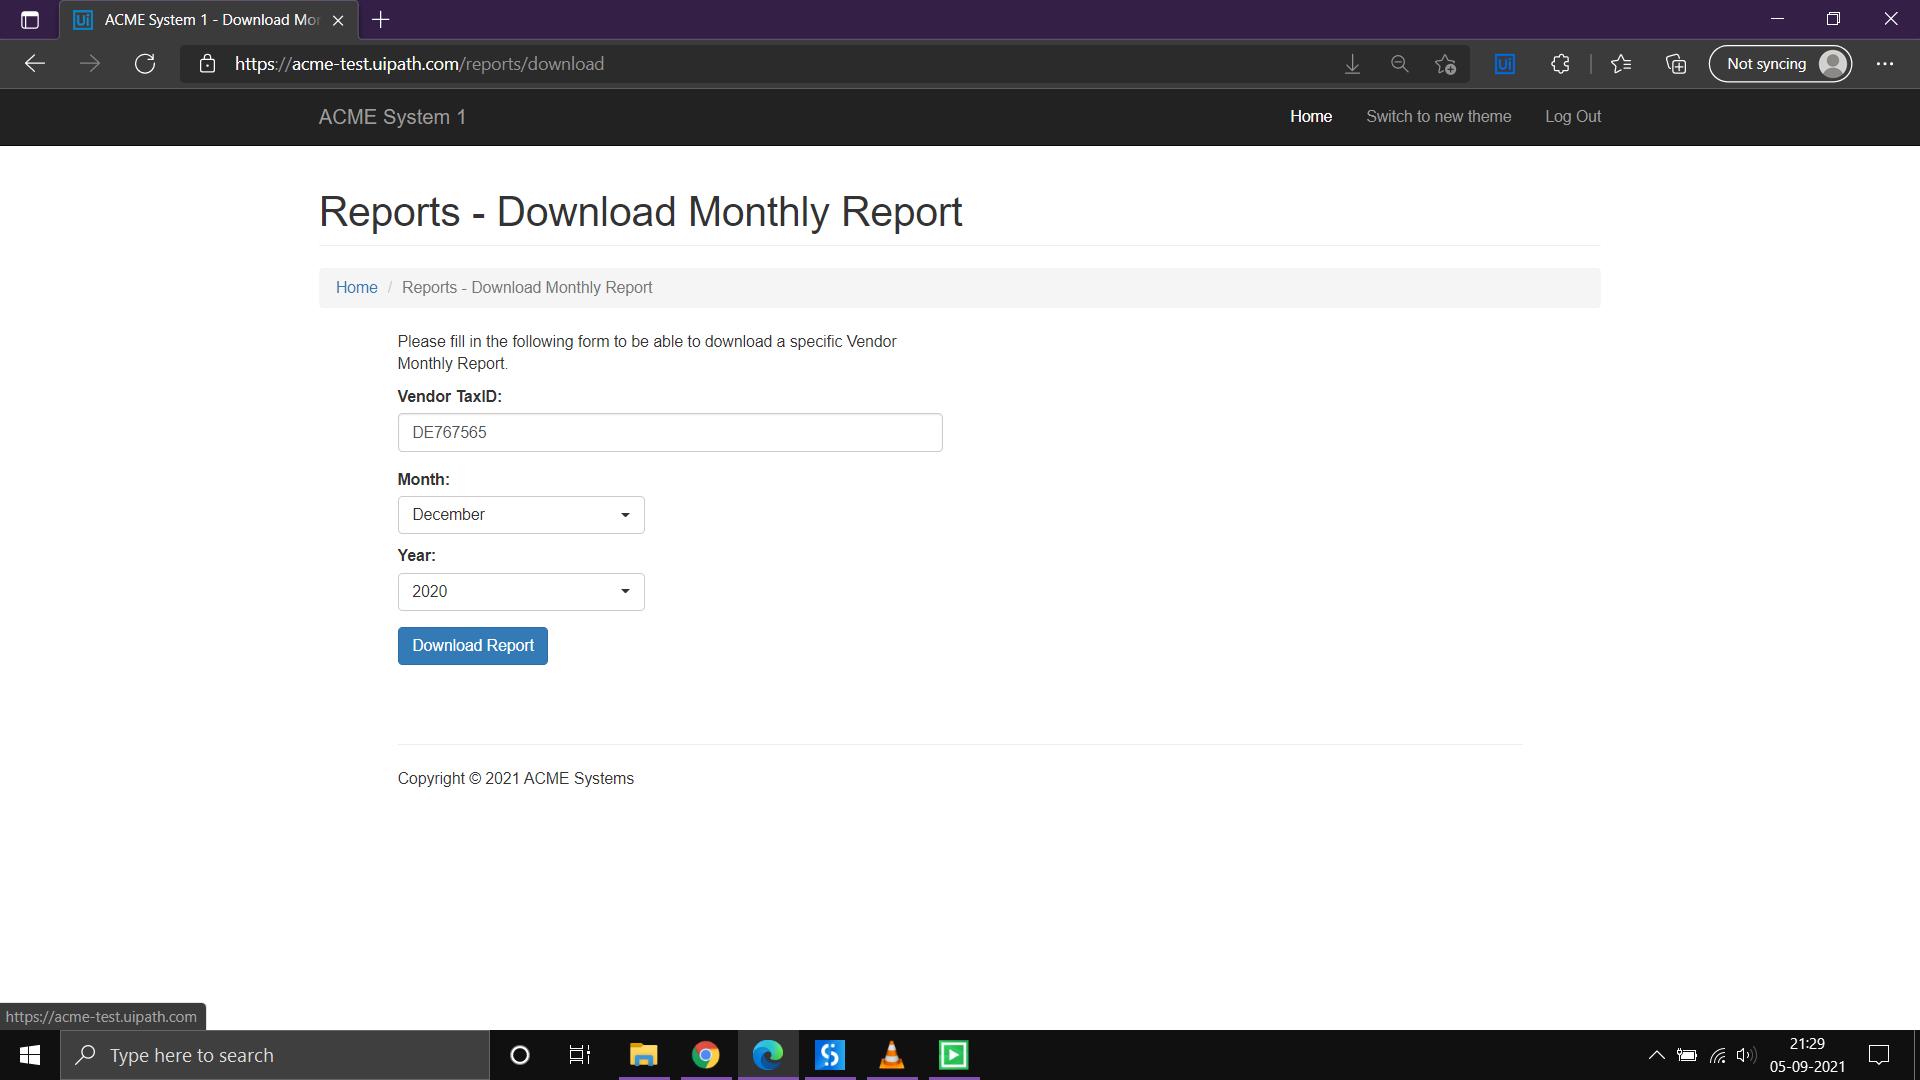 ACME System 1 - Download Mo
https://acme-test.uipath.com/reports/download
Not syncing
ACME System 1
Home
Switch to new theme
Log Out
Reports - Download Monthly Report
Home / Reports - Download Monthly Report
Please fill in the following form to be able to download a specific Vendor
Monthly Report.
Vendor TaxID:
DE767565
Month:
December
Year:
2020
Download Report
Copyright © 2021 ACME Systems
https://acme-test.uipath.com
Type here to search
21:29
05-09-2021